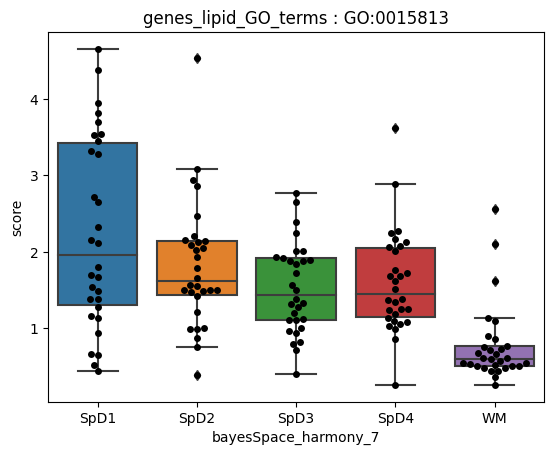 genes_lipid_GO_terms : GO:0015813
score
4
3
2
1
SpD1 SpD2 SpD3 SpD4 WM
bayesSpace_harmony_7